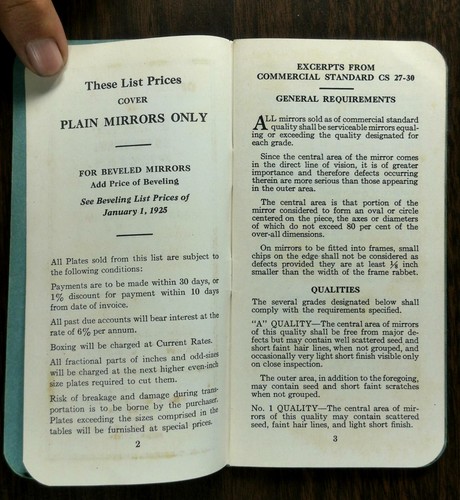 These List Prices
COVER
PLAIN MIRRORS ONLY
FOR BEVELED MIRRORS
Add Price of Beveling
See Beveling List Prices of
January 1, 1925
All Plates sold from this list are subject to
the following conditions:
Payments are to be made within 30 days, or
1% discount for payment within 10 days
from date of invoice.
All past due accounts will bear interest at the
rate of 6% per annum.
Boxing will be charged at Current Rates.
All fractional parts of inches and odd-sizes
will be charged at the next higher even-inch
size plates required to cut them.
Risk of breakage and damage during trans-
portation is to be borne by the purchaser.
Plates exceeding the sizes comprised in the
tables will be furnished at special prices.
2
EXCERPTS FROM
COMMERCIAL STANDARD CS 27-30
GENERAL REQUIREMENTS
ALL mirrors sold as of commercial standard
quality shall be serviceable mirrors equal-
ing or exceeding the quality designated for
each grade.
Since the central area of the mirror comes
in the direct line of vision, it is of greater
importance and therefore defects occurring
therein are more serious than those appearing
in the outer area.
The central area is that portion of the
mirror considered to form an oval or circle
centered on the piece, the axes or diameters
of which do not exceed 80 per cent of the
over-all dimensions.
On mirrors to be fitted into frames, small
chips on the edge shall not be considered as
defects provided they are at least ⅛ inch
smaller than the width of the frame rabbet.
QUALITIES
The several grades designated below shall
comply with the requirements specified.
"A" QUALITY—The central area of mirrors
of this quality shall be free from major de-
fects but may contain well scattered seed and
short faint hair lines, when not grouped, and
occasionally very light short finish visible only
on close inspection.
The outer area, in addition to the foregoing,
may contain seed and short faint scratches
when not grouped.
No. 1 QUALITY—The central area of mir-
rors of this quality may contain scattered
seed, faint hair lines, and light short finish.
3